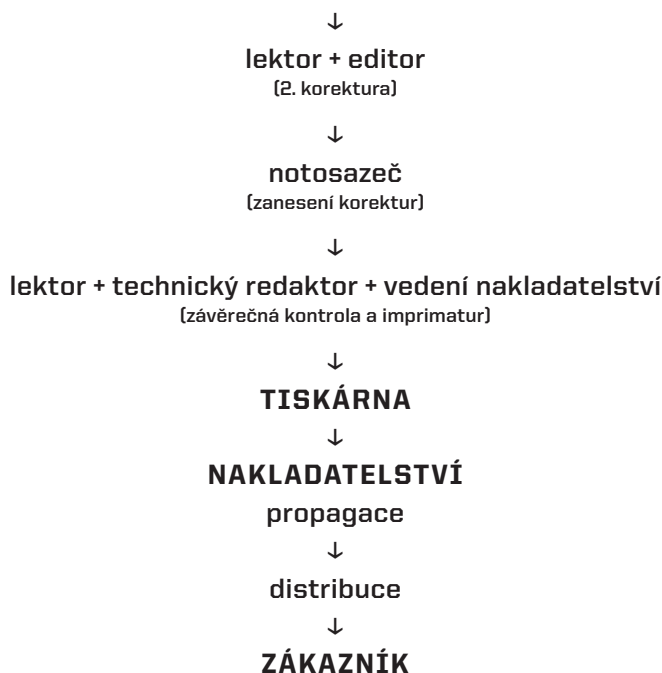 ↓
lektor + editor
(2. korektura)
↓
notosazeč
(zanesení korektur)
↓
lektor + technický redaktor + vedení nakladatelství
(závěrečná kontrola a imprimatur)
↓
TISKÁRNA
↓
NAKLADATELSTVÍ
propagace
↓
distribuce
↓
ZÁKAZNÍK